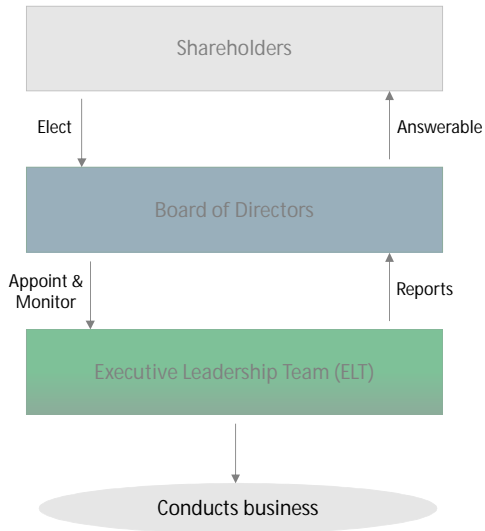 Shareholders
Elect
Answerable
Board of Directors
Appoint &
Monitor
Reports
Executive Leadership Team (ELT)
Conducts business